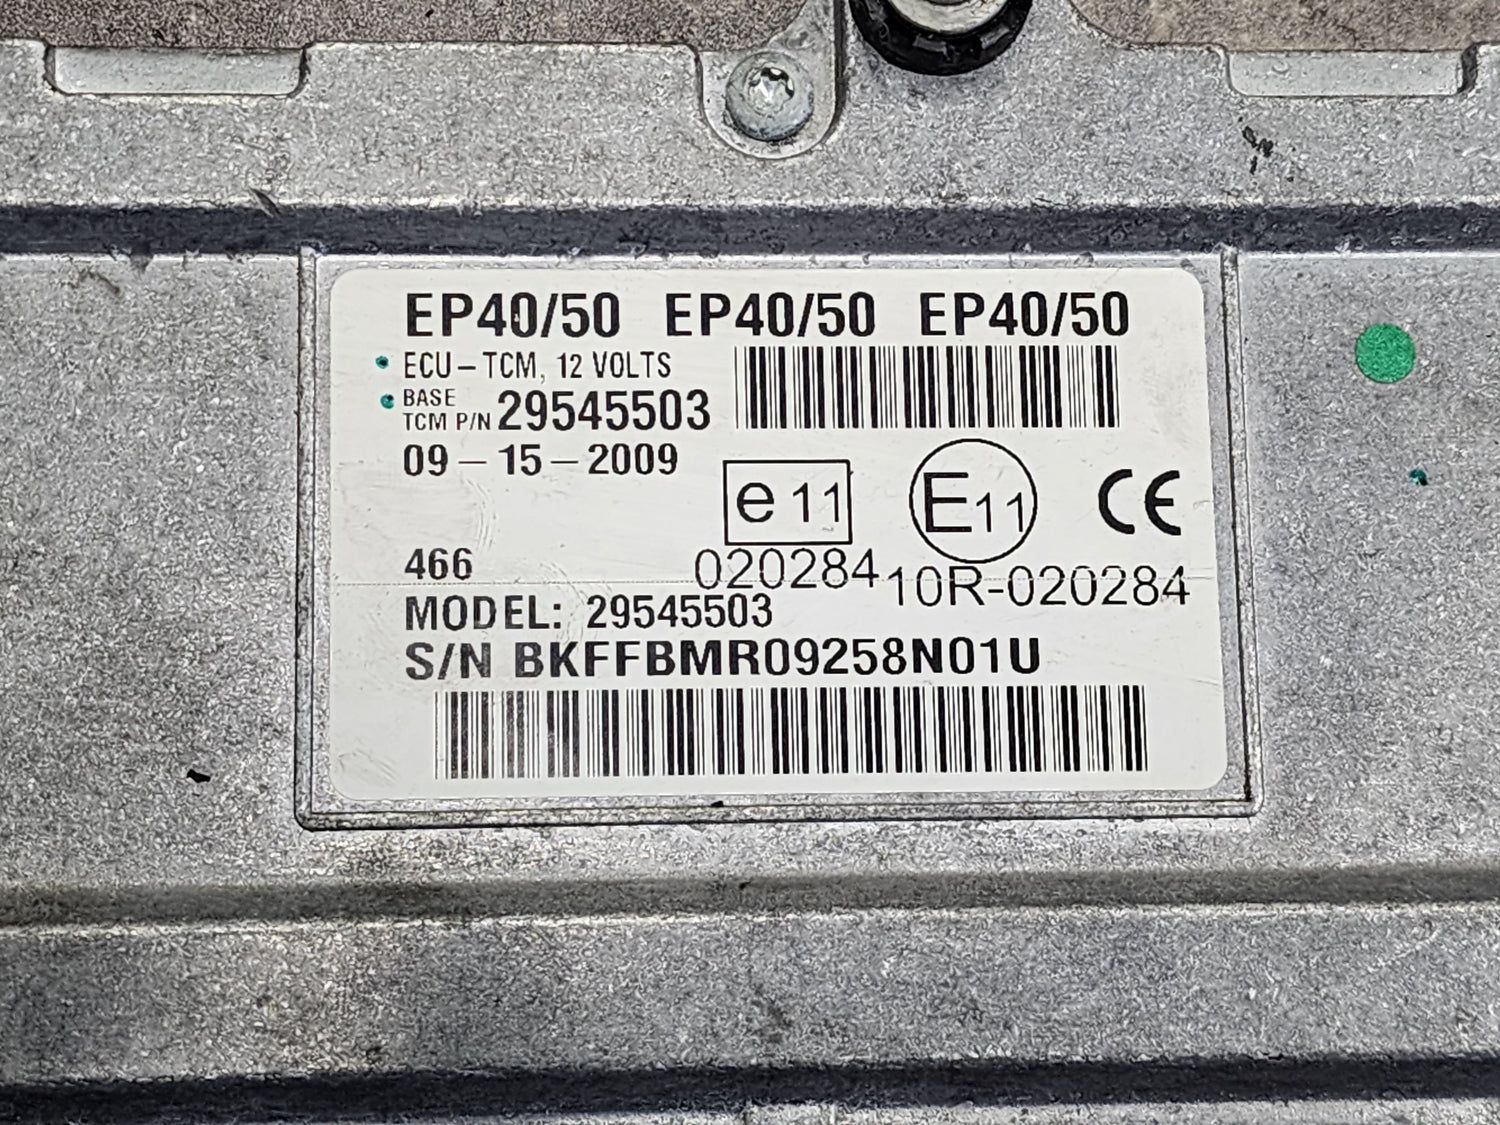 EP40/50 EP40/50 EP40/50
ECU-TCM, 12 VOLTS
BASE
TCM P/N 29545503
09-15-2009
e 11
E11
CE
020284
10R-020284
466
MODEL: 29545503
S/N BKFFBMR09258N01U